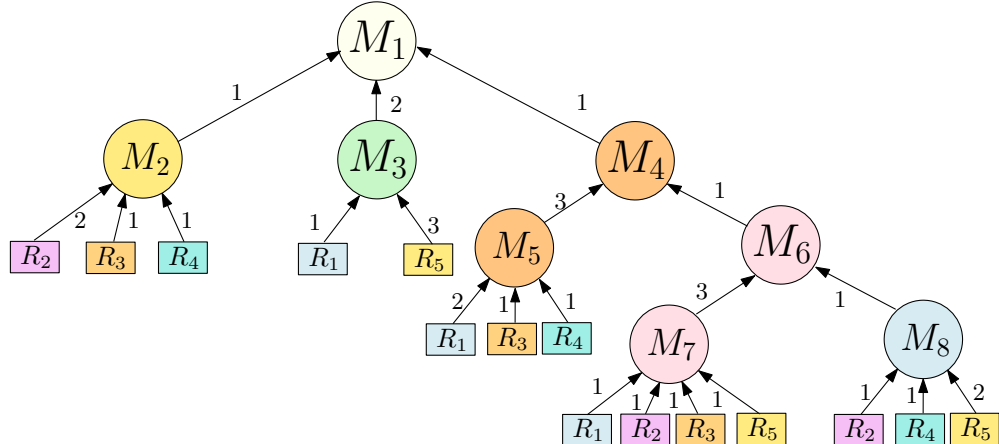 M₁
1 2 1
M₂ M₃ M₄
2 1 1 1 3 3 1
R₂ R₃ R₄ R₁ R₅ M₅ M₆
2 1 1 3 1
R₁ R₃ R₄ M₇ M₈
1 1 1 1 1 1 2
R₁ R₂ R₃ R₅ R₂ R₄ R₅